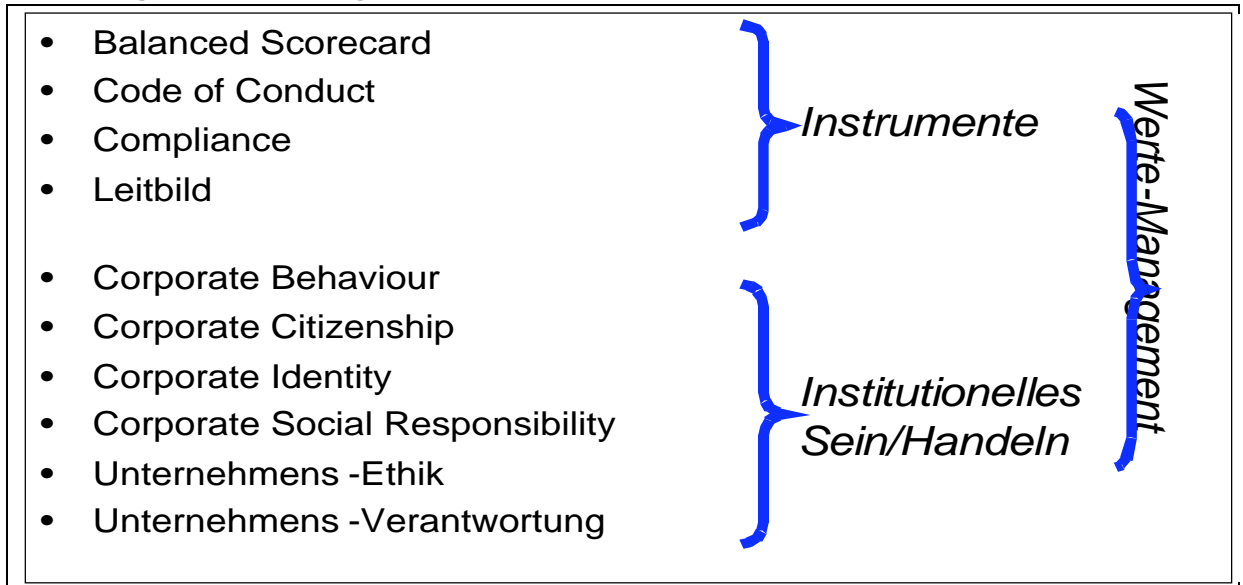 • Balanced Scorecard
• Code of Conduct
• Compliance
• Leitbild
Instrumente
• Corporate Behaviour
• Corporate Citizenship
• Corporate Identity
• Corporate Social Responsibility
• Unternehmens -Ethik
• Unternehmens -Verantwortung
Institutionelles
Sein/Handeln
Werte-Management